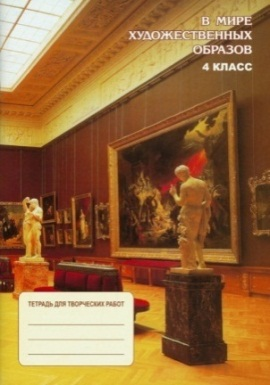 В МИРЕ
ХУДОЖЕСТВЕННЫХ
ОБРАЗОВ
4 КЛАСС
ТЕТРАДЬ ДЛЯ ТВОРЧЕСКИХ РАБОТ